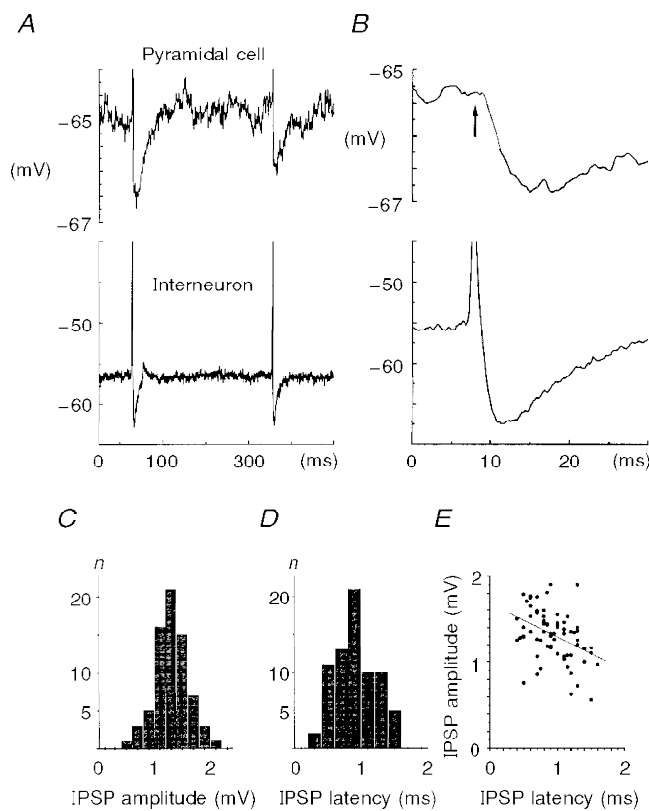 A
B
Pyramidal cell
−65
(mV)
−67
Interneuron
−50
−60
0 100 300 (ms)
−65
(mV)
−67
−50
−60
0 10 20 (ms)
C
D
E
n
20
10
5
0 1 2
IPSP amplitude (mV)
n
20
10
5
0 1 2
IPSP latency (ms)
IPSP amplitude (mV)
2
1
0
0 1 2
IPSP latency (ms)